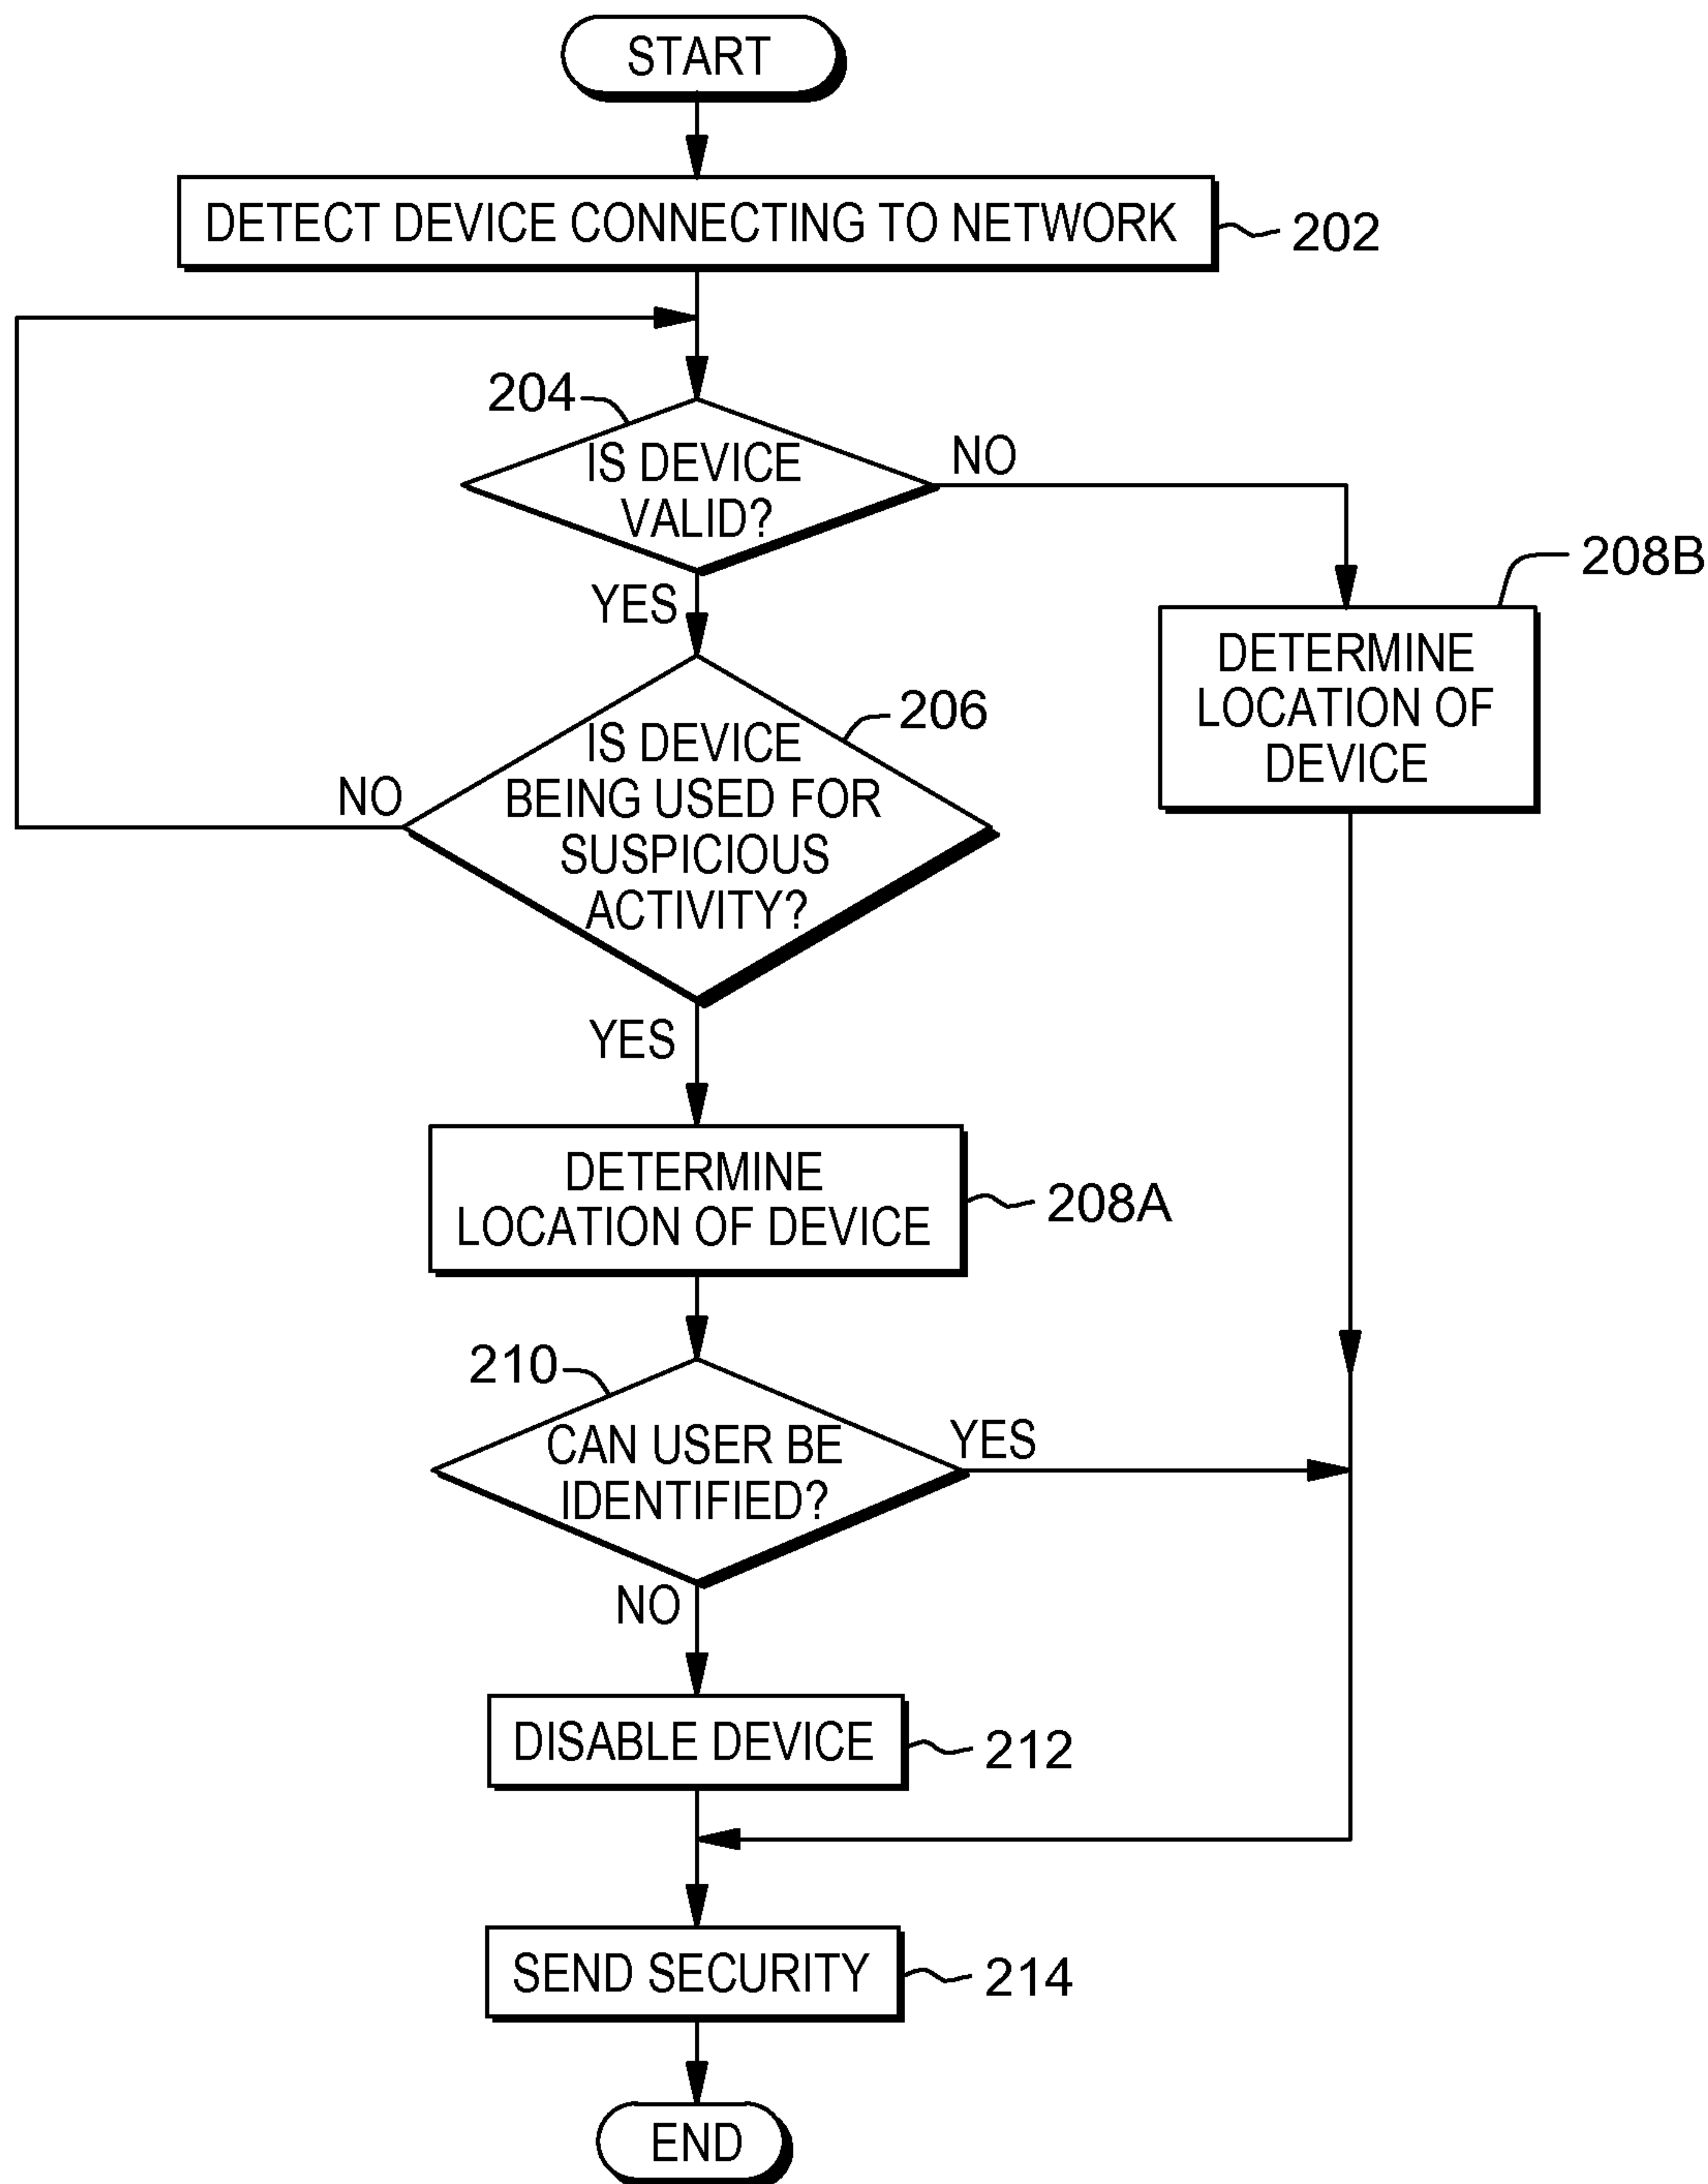 START
DETECT DEVICE CONNECTING TO NETWORK
202
204
IS DEVICE
VALID?
NO
YES
208B
DETERMINE
LOCATION OF
DEVICE
206
IS DEVICE
BEING USED FOR
SUSPICIOUS
ACTIVITY?
NO
YES
DETERMINE
LOCATION OF DEVICE
208A
210
CAN USER BE
IDENTIFIED?
YES
NO
DISABLE DEVICE
212
SEND SECURITY
214
END